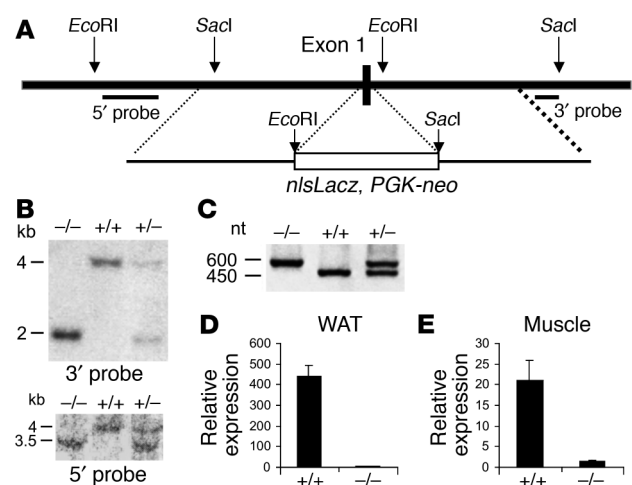 A
EcoRI SacI Exon 1 EcoRI SacI
5′ probe 3′ probe
EcoRI SacI
nlsLacz, PGK-neo
B
kb −/− +/+ +/−
4
2
3′ probe
kb −/− +/+ +/−
4
3.5
5′ probe
C
nt −/− +/+ +/−
600
450
D WAT
Relative expression
600
500
400
300
200
100
0
+/+ −/−
E Muscle
Relative expression
30
25
20
15
10
5
0
+/+ −/−